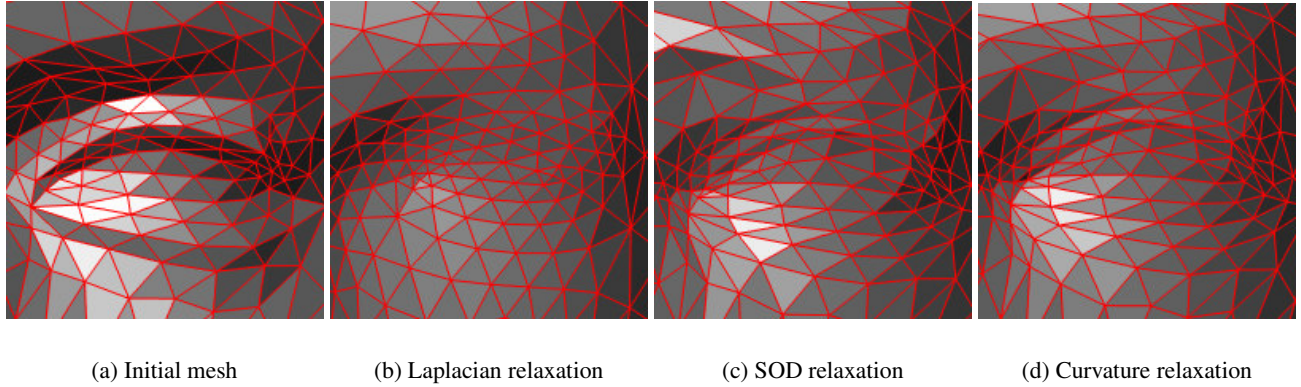 (a) Initial mesh
(b) Laplacian relaxation
(c) SOD relaxation
(d) Curvature relaxation